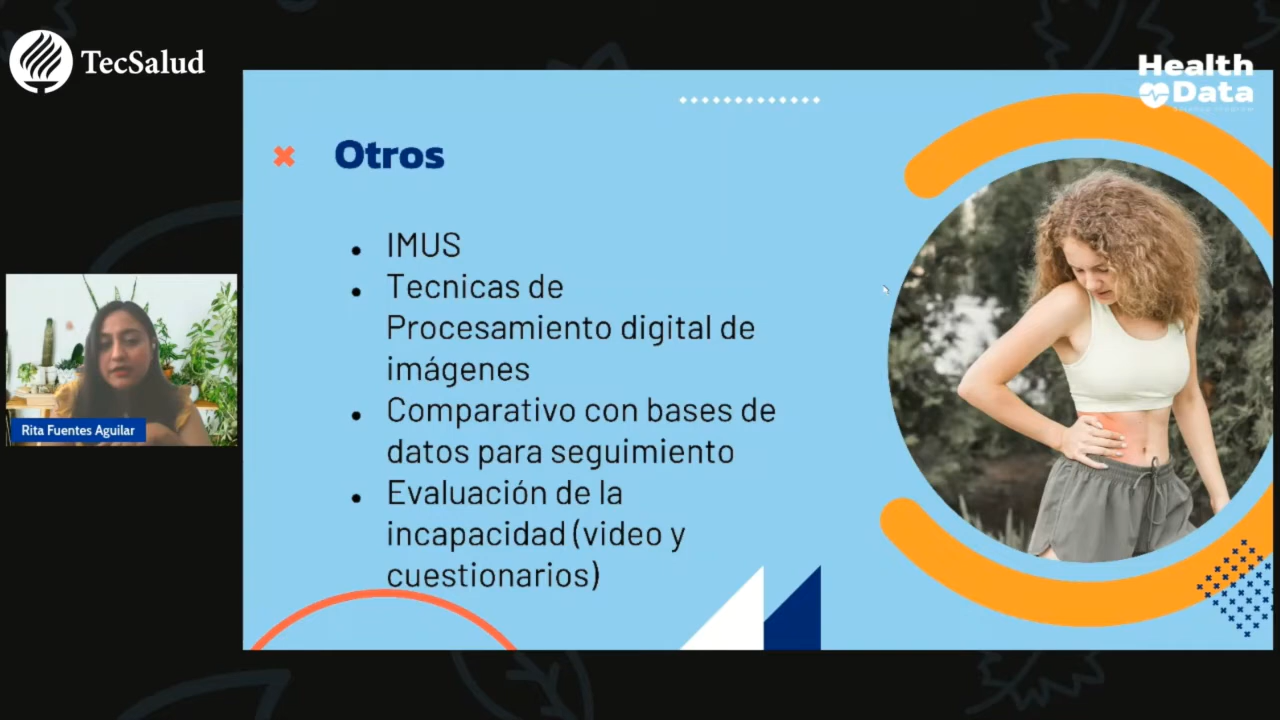 TecSalud
Health
Data
Otros
IMUS
Tecnicas de
Procesamiento digital de
imágenes
Comparativo con bases de
datos para seguimiento
Evaluación de la
incapacidad (video y
cuestionarios)
Rita Fuentes Aguilar